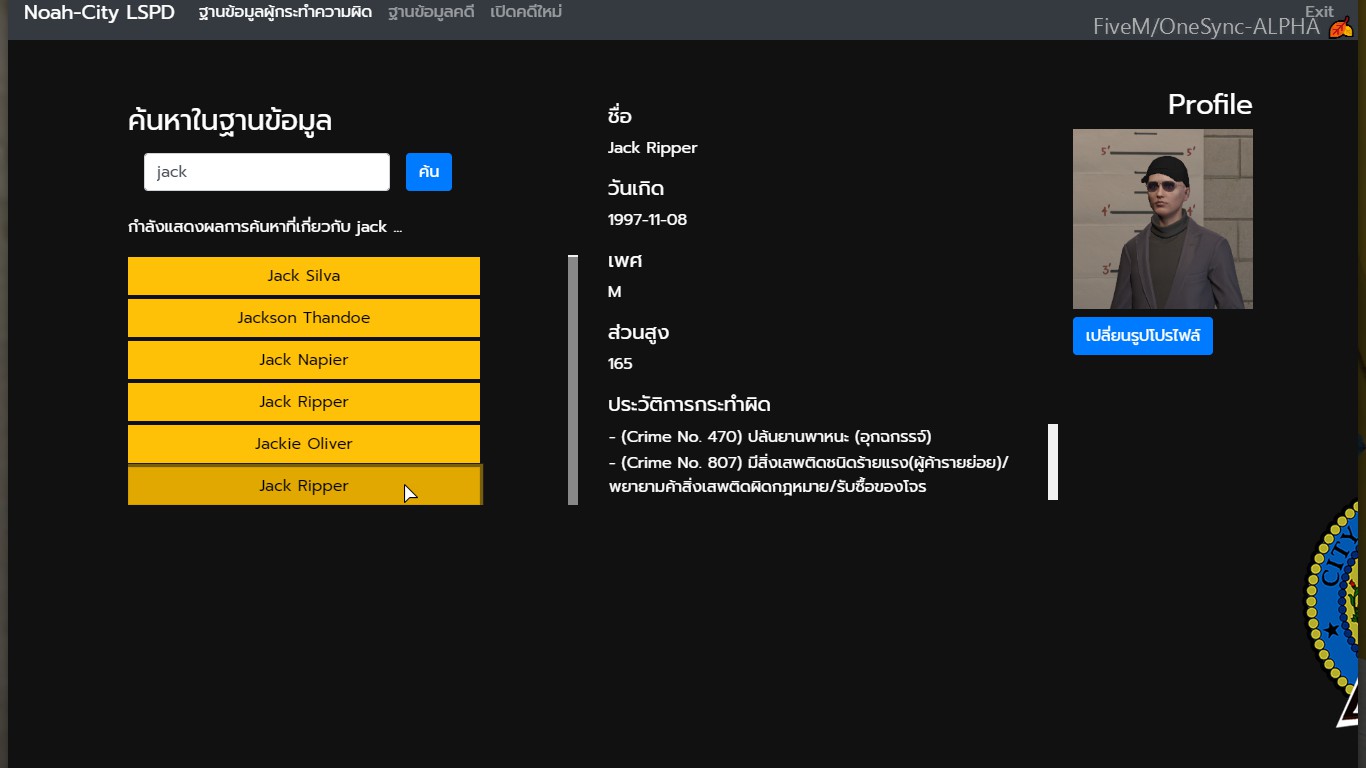 Noah-City LSPD ฐานข้อมูลผู้กระทำความผิด ฐานข้อมูลคดี เปิดคดีใหม่ Exit
FiveM/OneSync-ALPHA
ค้นหาในฐานข้อมูล
jack ค้น
กำลังแสดงผลการค้นหาที่เกี่ยวกับ jack ...
Jack Silva
Jackson Thandoe
Jack Napier
Jack Ripper
Jackie Oliver
Jack Ripper
ชื่อ
Jack Ripper
วันเกิด
1997-11-08
เพศ
M
ส่วนสูง
165
ประวัติการกระทำผิด
- (Crime No. 470) ปล้นยานพาหนะ (อุกฉกรรจ์)
- (Crime No. 807) มีสิ่งเสพติดชนิดร้ายแรง(ผู้ค้ารายย่อย)/
พยายามค้าสิ่งเสพติดผิดกฎหมาย/รับซื้อของโจร
Profile
5' 5'
4' 4'
3'
เปลี่ยนรูปโปรไฟล์
CITY